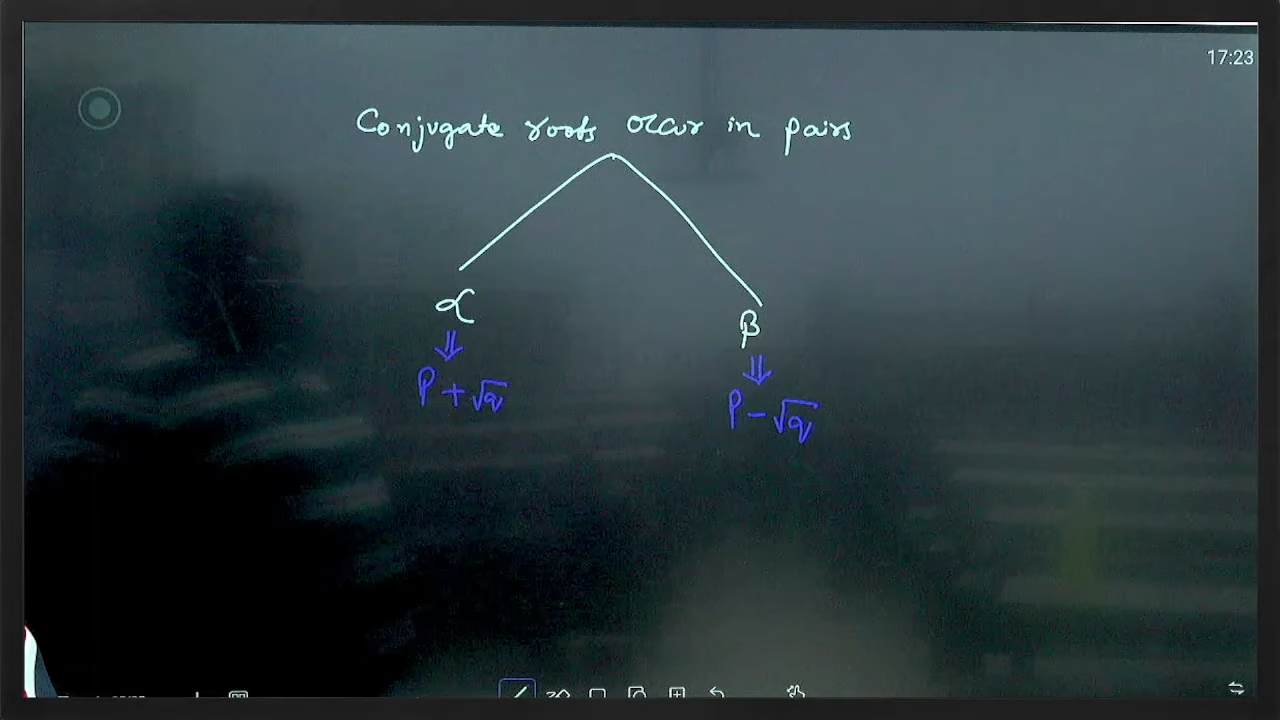 17:23
Conjugate roots occur in pairs
α β
⇓ ⇓
P + √q P - √q